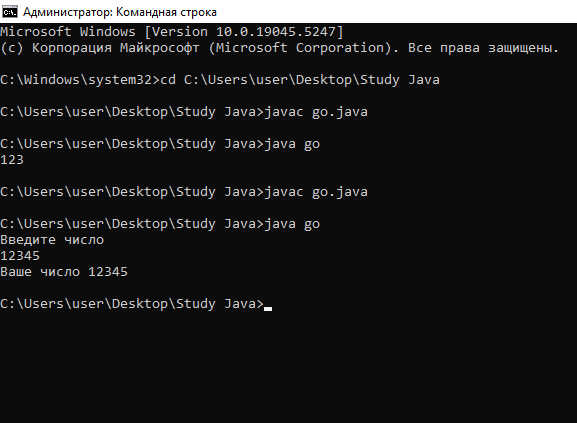 Администратор: Командная строка
Microsoft Windows [Version 10.0.19045.5247]
(c) Корпорация Майкрософт (Microsoft Corporation). Все права защищены.
C:\Windows\system32>cd C:\Users\user\Desktop\Study Java
C:\Users\user\Desktop\Study Java>javac go.java
C:\Users\user\Desktop\Study Java>java go
123
C:\Users\user\Desktop\Study Java>javac go.java
C:\Users\user\Desktop\Study Java>java go
Введите число
12345
Ваше число 12345
C:\Users\user\Desktop\Study Java>